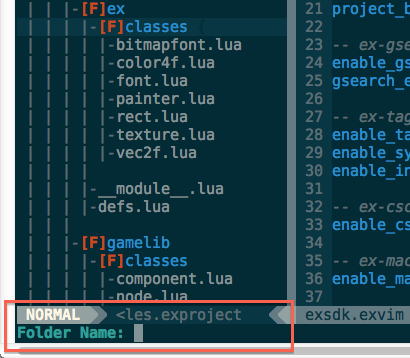 | | | |-[F]ex
| | | | |-[F]classes
| | | | | |-bitmapfont.lua
| | | | | |-color4f.lua
| | | | | |-font.lua
| | | | | |-painter.lua
| | | | | |-rect.lua
| | | | | |-texture.lua
| | | | | |-vec2f.lua
| | | | |-__module__.lua
| | | | |-defs.lua
| | | |-[F]gamelib
| | | | |-[F]classes
| | | | | |-component.lua
| | | | | |-node.lua
NORMAL <les.exproject
Folder Name:
21 project_b
22
23 -- ex-gse
24 enable_gs
25 gsearch_e
26
27 -- ex-tag
28 enable_ta
29 enable_sy
30 enable_in
31
32 -- ex-csc
33 enable_cs
34
35 -- ex-mac
36 enable_ma
37
exsdk.exvim